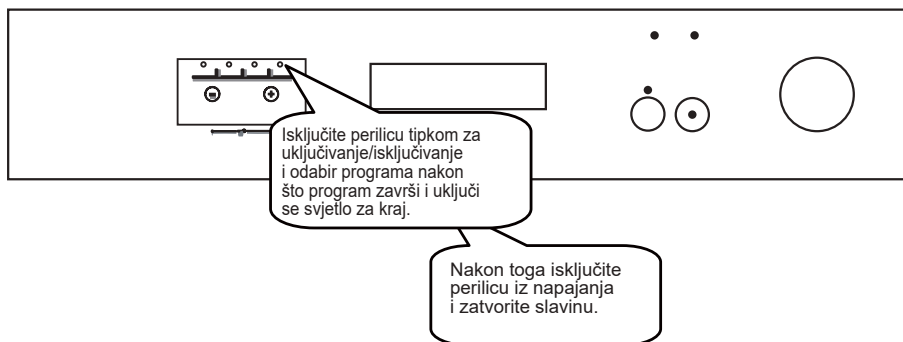 Isključite perilicu tipkom za
uključivanje/isključivanje
i odabir programa nakon
što program završi i uključi
se svjetlo za kraj.
Nakon toga isključite
perilicu iz napajanja
i zatvorite slavinu.